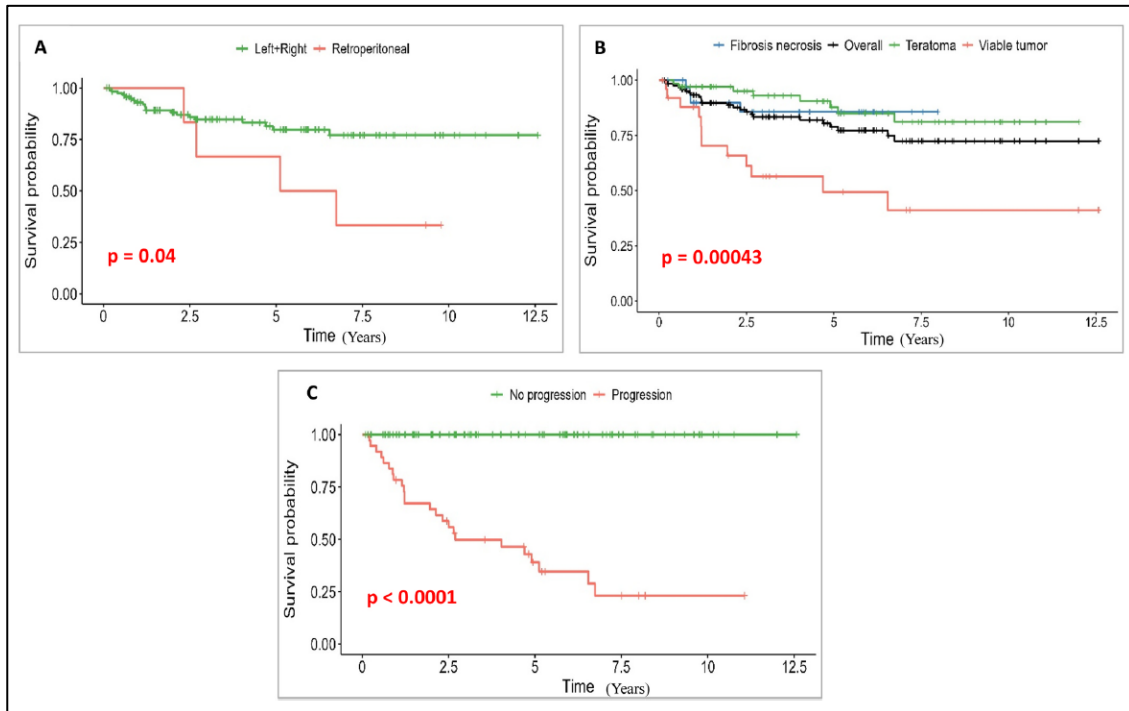 A
Left+Right Retroperitoneal
Survival probability
1.00
0.75
0.50
0.25
0.00
p = 0.04
0 2.5 5 7.5 10 12.5
Time (Years)
B
Fibrosis necrosis Overall Teratoma Viable tumor
Survival probability
1.00
0.75
0.50
0.25
0.00
p = 0.00043
0 2.5 5 7.5 10 12.5
Time (Years)
C
No progression Progression
Survival probability
1.00
0.75
0.50
0.25
0.00
p < 0.0001
0 2.5 5 7.5 10 12.5
Time (Years)